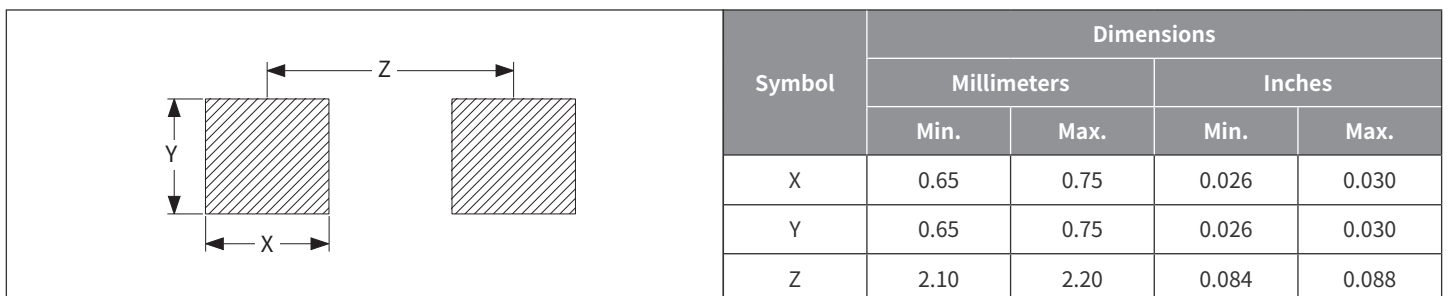 Z
Y
X
Symbol
Dimensions
Millimeters Inches
Min. Max. Min. Max.
X 0.65 0.75 0.026 0.030
Y 0.65 0.75 0.026 0.030
Z 2.10 2.20 0.084 0.088